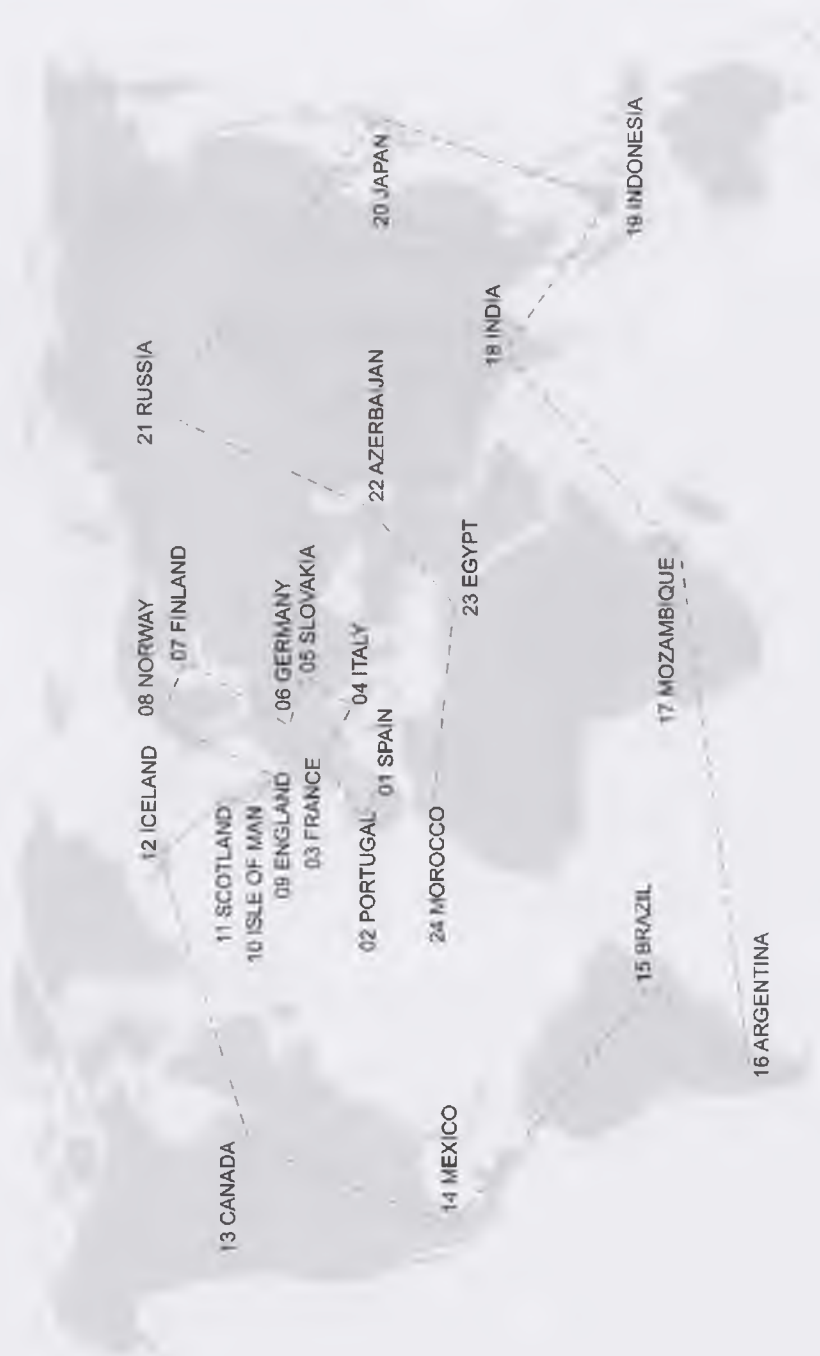 01 SPAIN
02 PORTUGAL
03 FRANCE
04 ITALY
05 SLOVAKIA
06 GERMANY
07 FINLAND
08 NORWAY
09 ENGLAND
10 ISLE OF MAN
11 SCOTLAND
12 ICELAND
13 CANADA
14 MEXICO
15 BRAZIL
16 ARGENTINA
17 MOZAMBIQUE
18 INDIA
19 INDONESIA
20 JAPAN
21 RUSSIA
22 AZERBAIJAN
23 EGYPT
24 MOROCCO